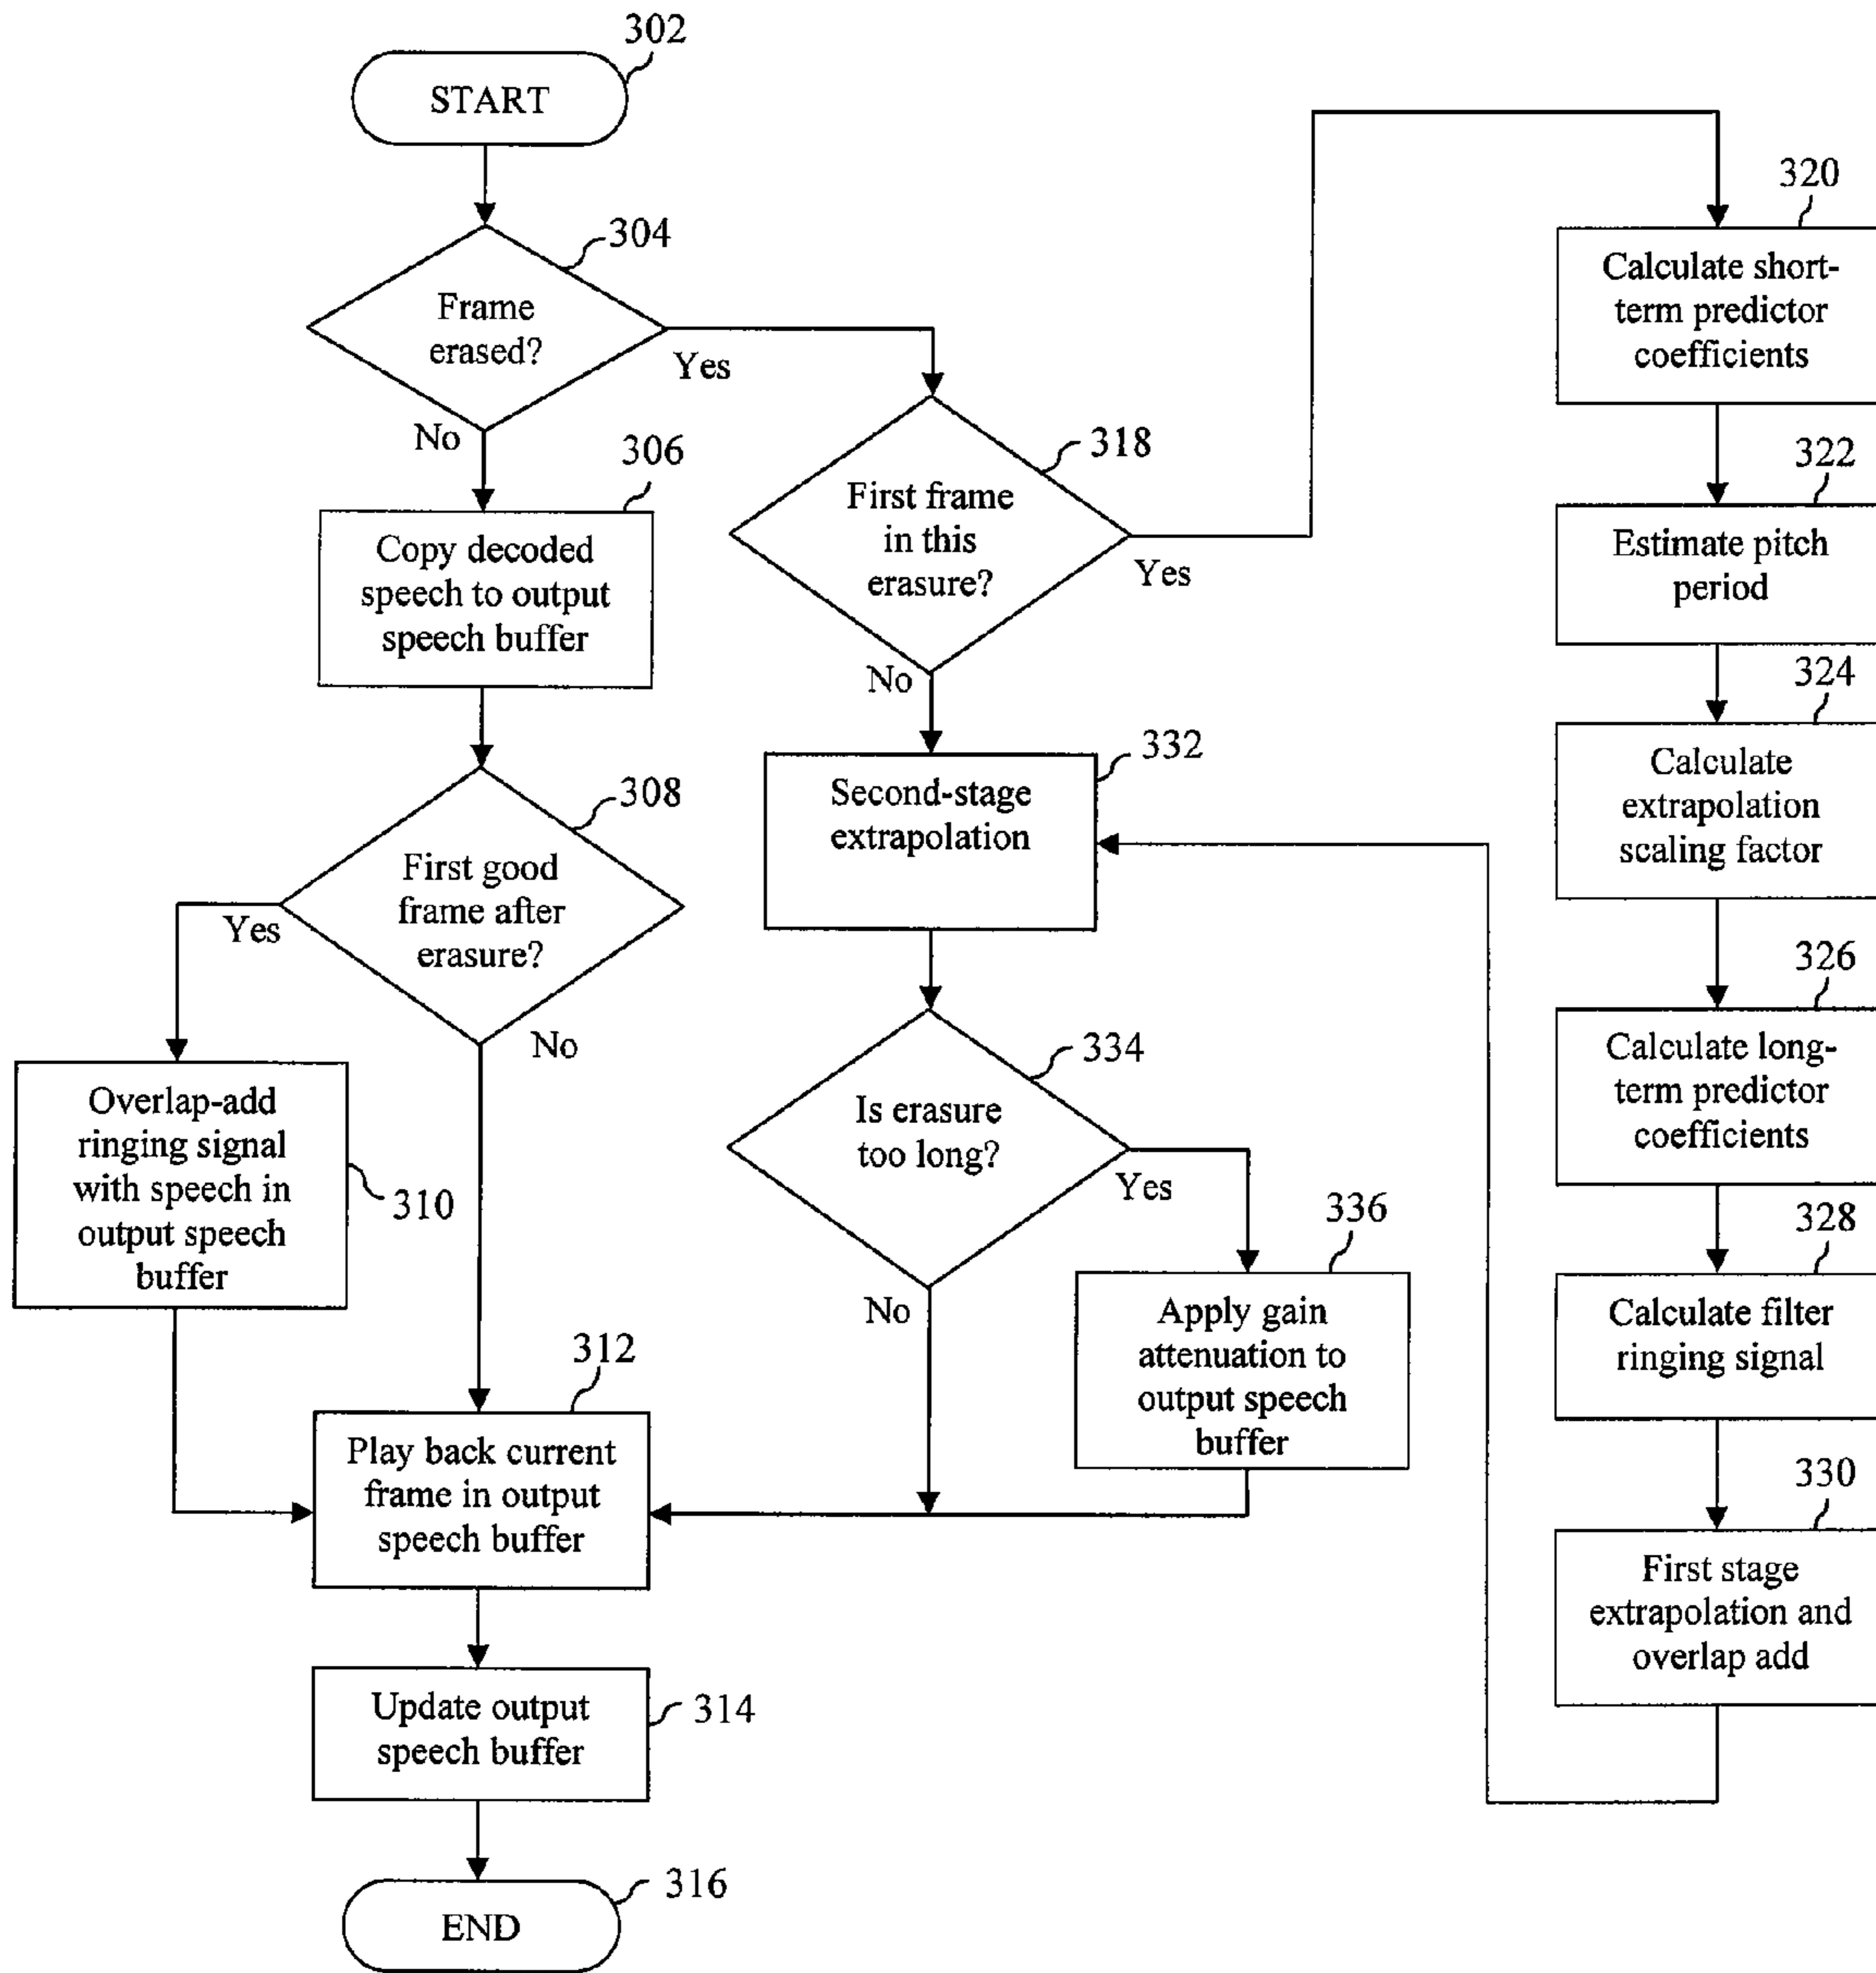 302
START
304
Frame
erased?
Yes
No
306
Copy decoded
speech to output
speech buffer
308
First good
frame after
erasure?
Yes
No
Overlap-add
ringing signal
with speech in
output speech
buffer
310
312
Play back current
frame in output
speech buffer
Update output
speech buffer
314
316
END
318
First frame
in this
erasure?
Yes
No
332
Second-stage
extrapolation
334
Is erasure
too long?
Yes
No
336
Apply gain
attenuation to
output speech
buffer
320
Calculate short-
term predictor
coefficients
322
Estimate pitch
period
324
Calculate
extrapolation
scaling factor
326
Calculate long-
term predictor
coefficients
328
Calculate filter
ringing signal
330
First stage
extrapolation and
overlap add